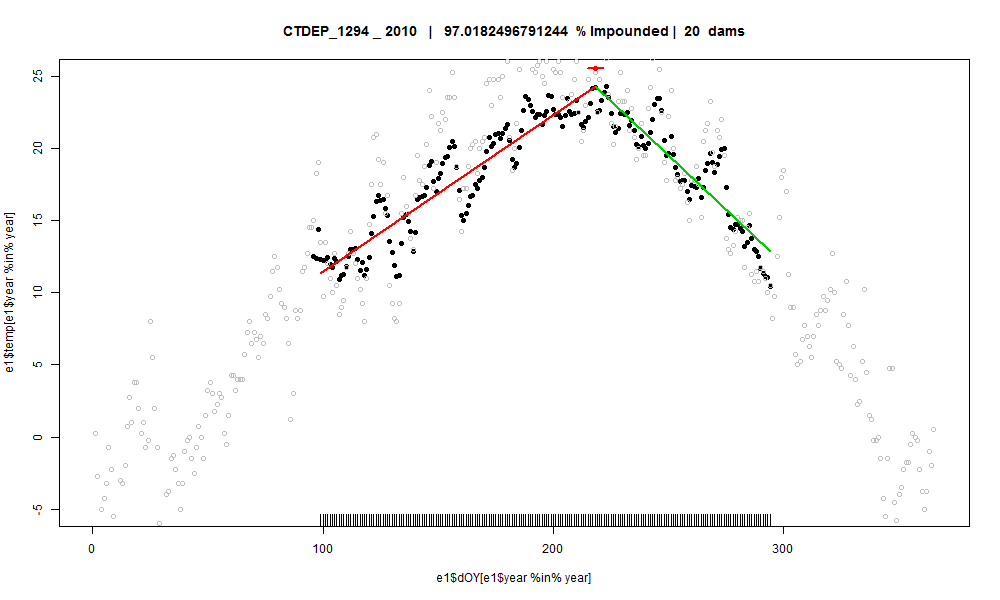 CTDEP_1294 _ 2010 | 97.0182496791244 % Impounded | 20 dams
e1$temp[e1$year %in% year]
25
20
15
10
5
0
-5
0 100 200 300
e1$dOY[e1$year %in% year]